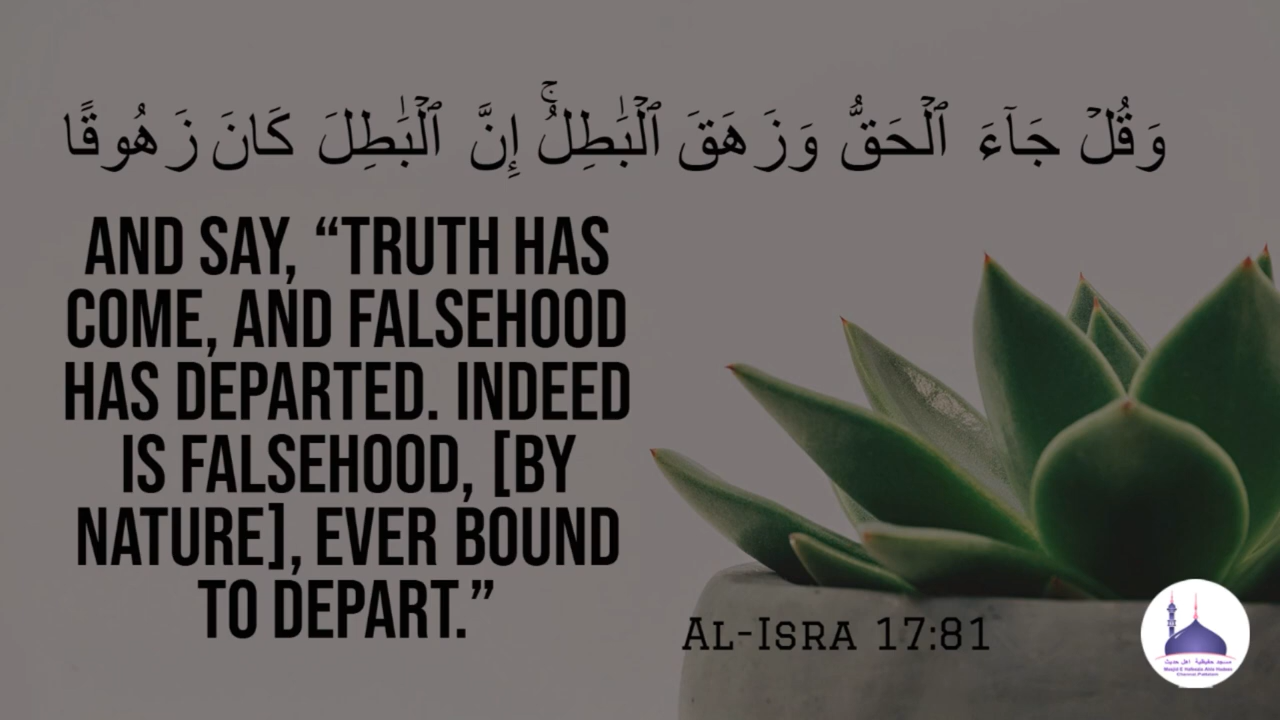 وَقُلۡ جَآءَ ٱلۡحَقُّ وَزَهَقَ ٱلۡبَٰطِلُۚ إِنَّ ٱلۡبَٰطِلَ كَانَ زَهُوقًا
AND SAY, “TRUTH HAS
COME, AND FALSEHOOD
HAS DEPARTED. INDEED
IS FALSEHOOD, [BY
NATURE], EVER BOUND
TO DEPART.”
AL-ISRA 17:81